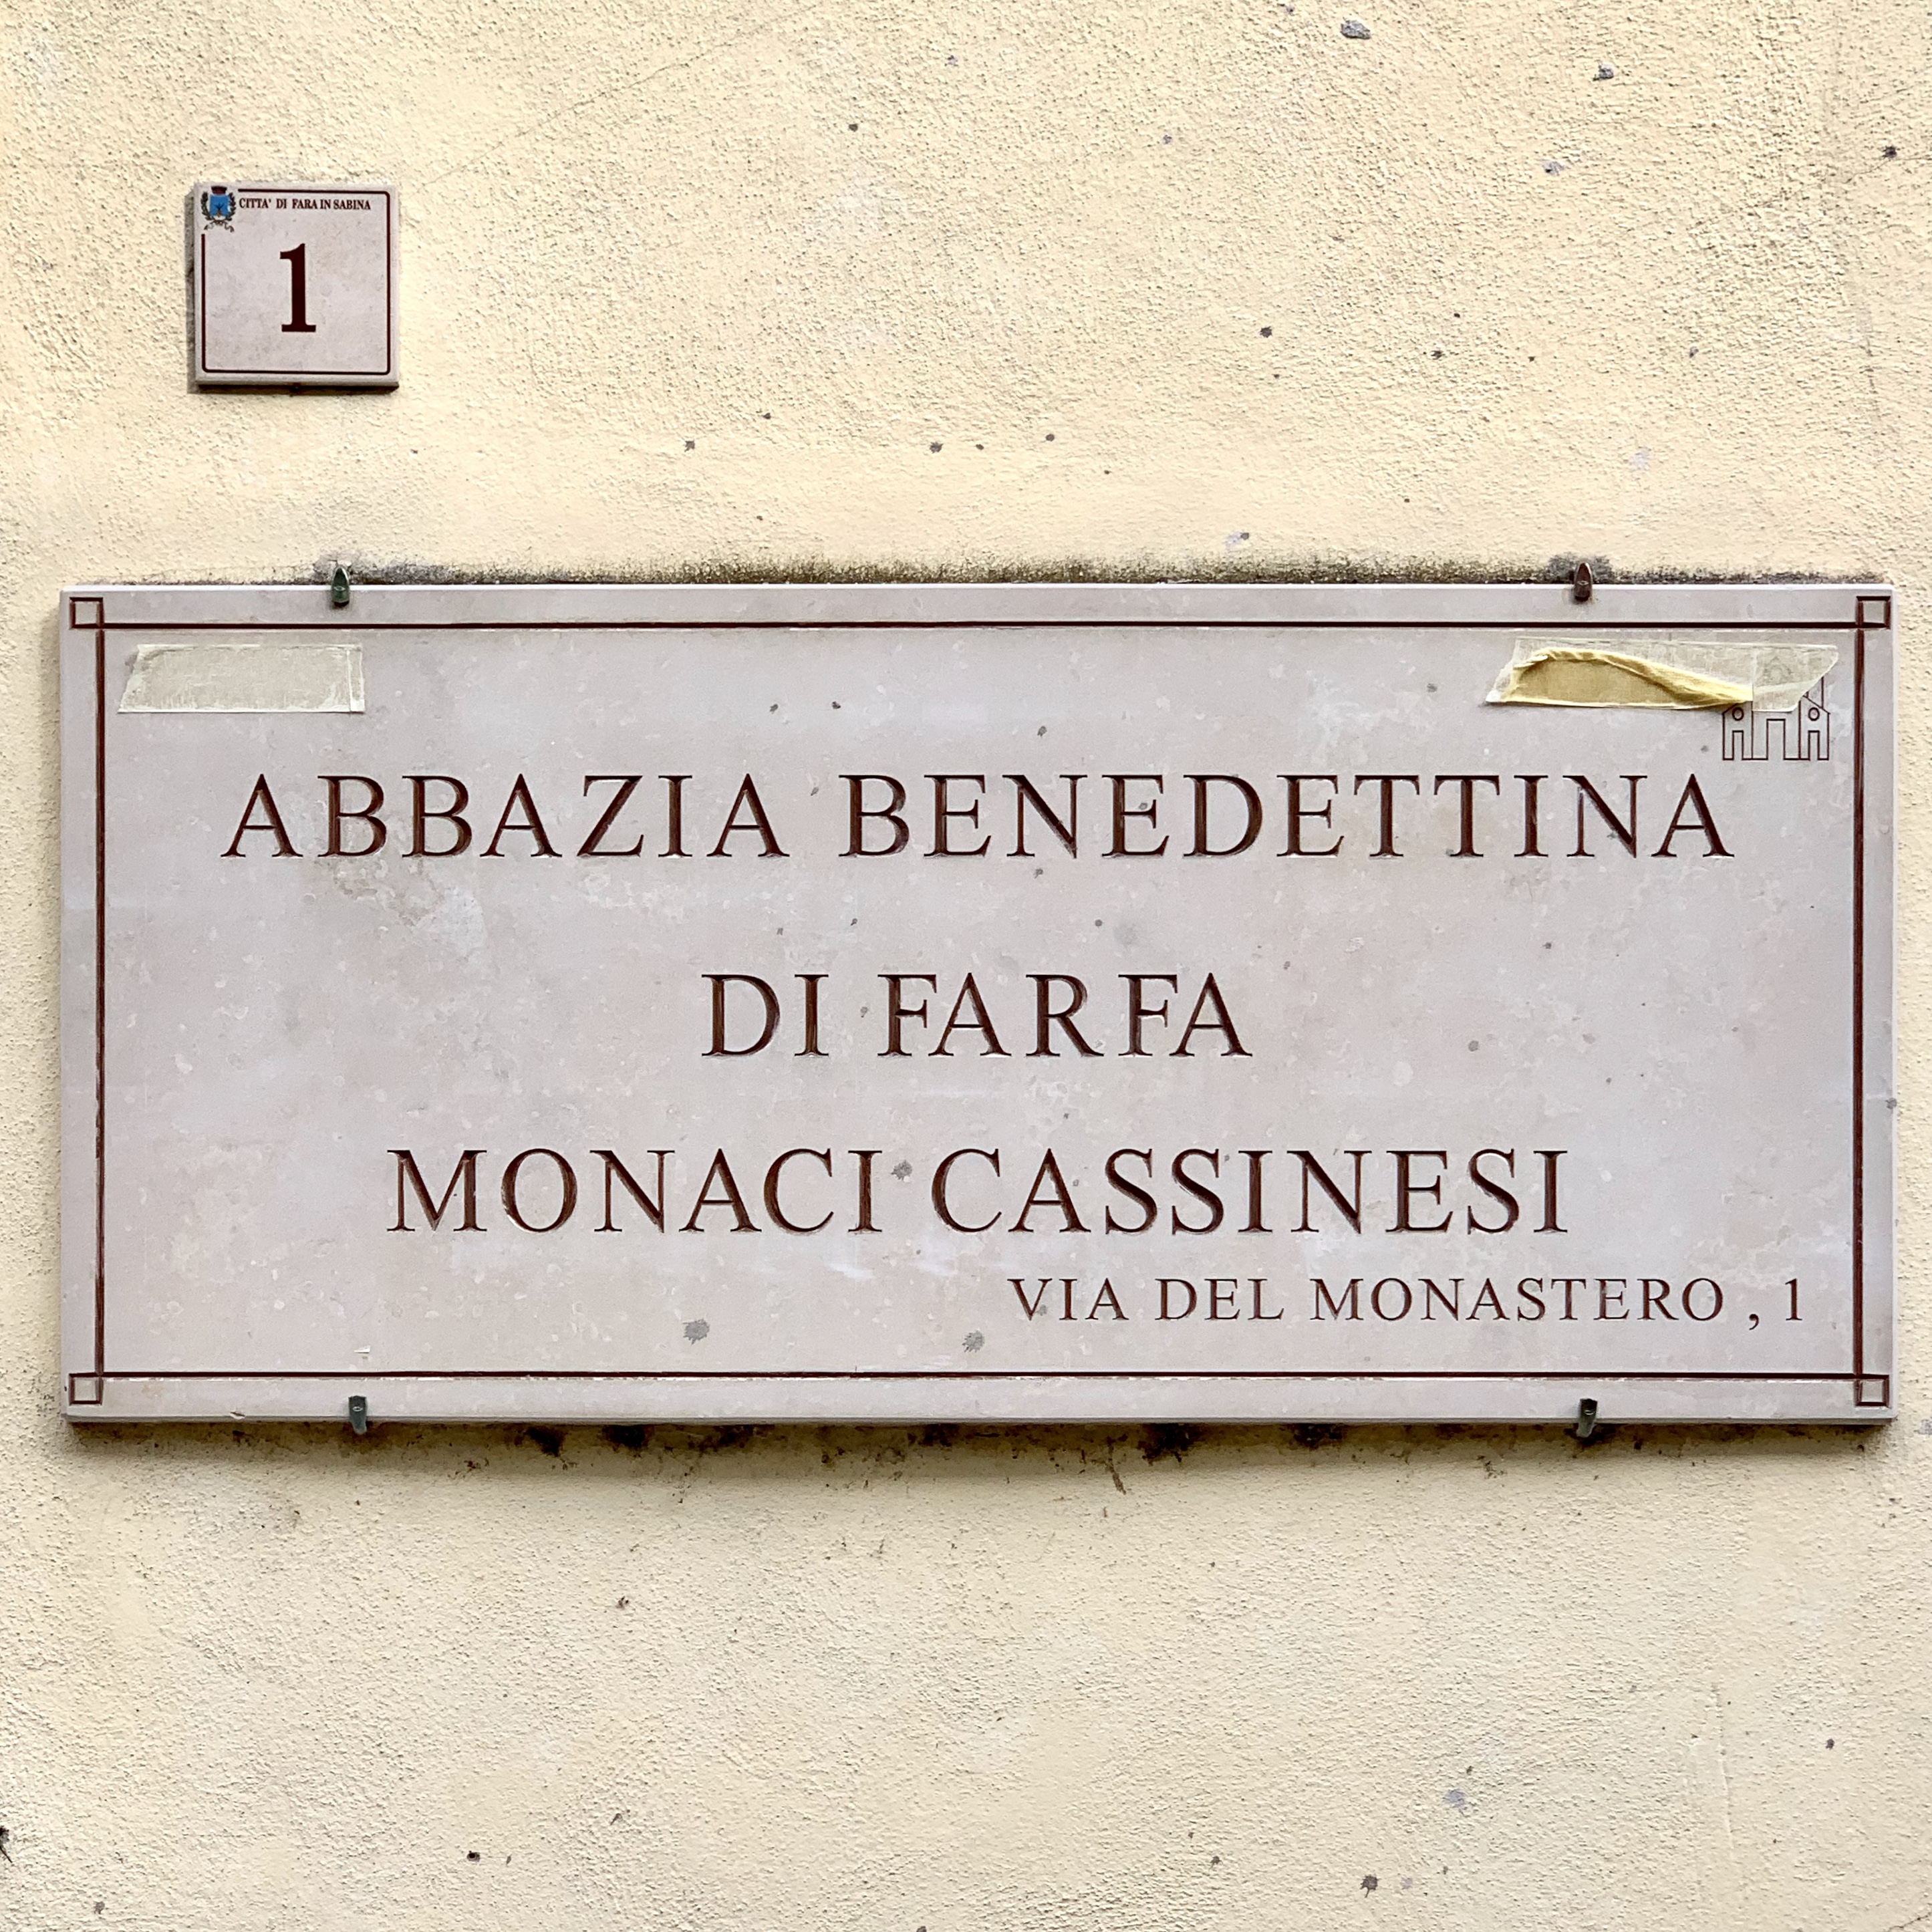 CITTA' DI FARA IN SABINA
1
ABBAZIA BENEDETTINA
DI FARFA
MONACI CASSINESI
VIA DEL MONASTERO , 1